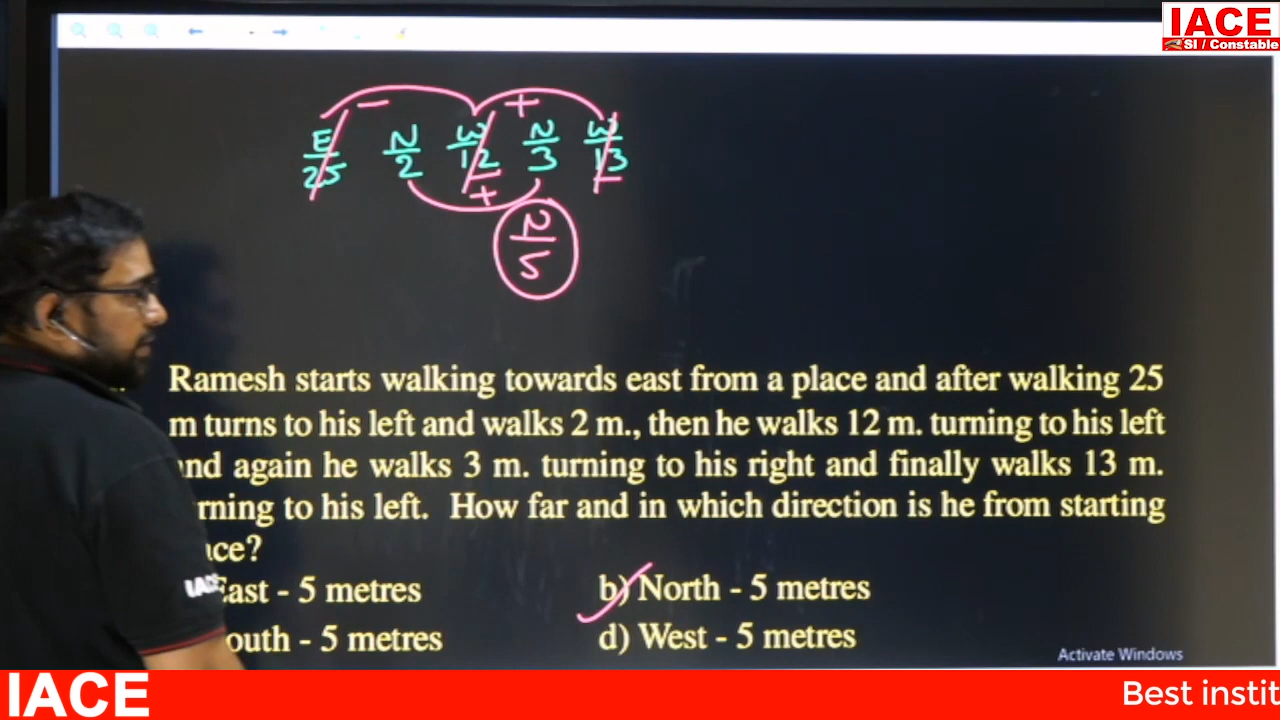 IACE
SI / Constable
− +
E N W N W
25 2 12 3 13
+
N
5
Ramesh starts walking towards east from a place and after walking 25
m turns to his left and walks 2 m., then he walks 12 m. turning to his left
nd again he walks 3 m. turning to his right and finally walks 13 m.
rning to his left. How far and in which direction is he from starting
ace?
East - 5 metres b) North - 5 metres
outh - 5 metres d) West - 5 metres
Activate Windows
IACE
IACE Best instit